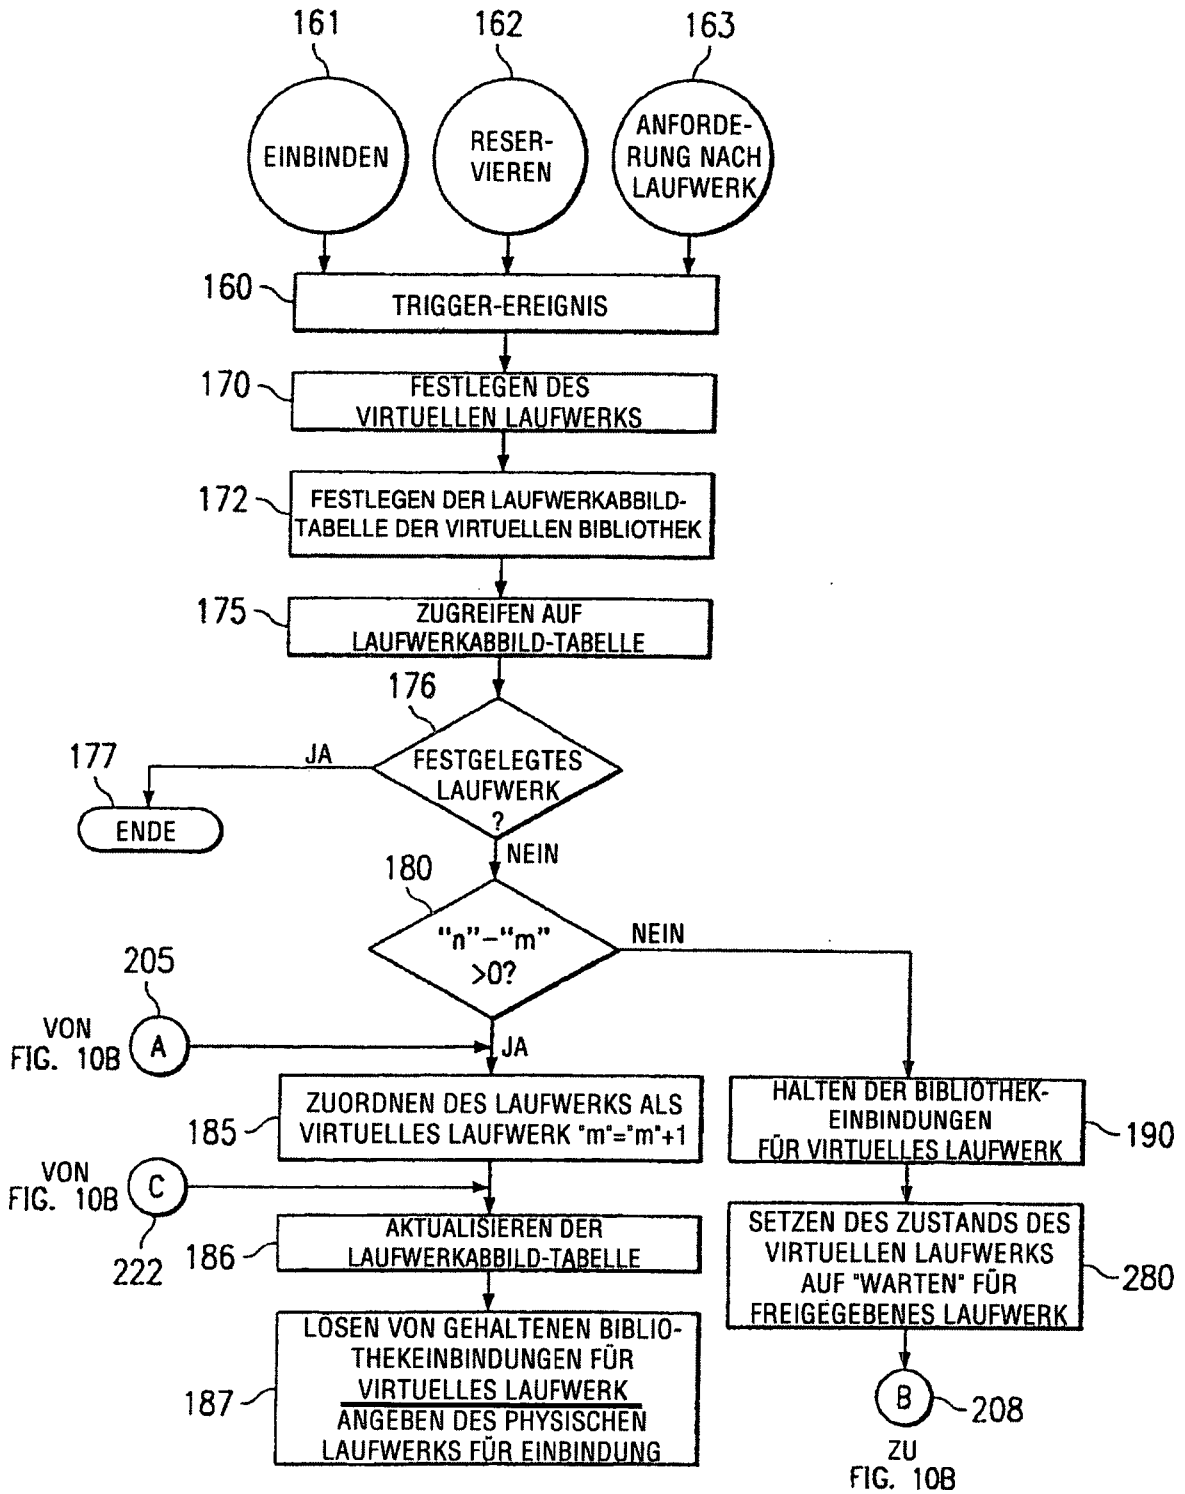 161
162
163
EINBINDEN
RESER-
VIEREN
ANFORDE-
RUNG NACH
LAUFWERK
160
TRIGGER-EREIGNIS
170
FESTLEGEN DES
VIRTUELLEN LAUFWERKS
172
FESTLEGEN DER LAUFWERKABBILD-
TABELLE DER VIRTUELLEN BIBLIOTHEK
175
ZUGREIFEN AUF
LAUFWERKABBILD-TABELLE
176
FESTGELEGTES
LAUFWERK
?
JA
177
ENDE
NEIN
180
"n"–"m"
>0?
NEIN
205
VON
FIG. 10B
A
JA
185
ZUORDNEN DES LAUFWERKS ALS
VIRTUELLES LAUFWERK "m"="m"+1
HALTEN DER BIBLIOTHEK-
EINBINDUNGEN
FÜR VIRTUELLES LAUFWERK
190
VON
FIG. 10B
C
222
186
AKTUALISIEREN DER
LAUFWERKABBILD-TABELLE
SETZEN DES ZUSTANDS DES
VIRTUELLEN LAUFWERKS
AUF "WARTEN" FÜR
FREIGEGEBENES LAUFWERK
280
187
LÖSEN VON GEHALTENEN BIBLIO-
THEKEINBINDUNGEN FÜR
VIRTUELLES LAUFWERK
ANGEBEN DES PHYSISCHEN
LAUFWERKS FÜR EINBINDUNG
B
208
ZU
FIG. 10B